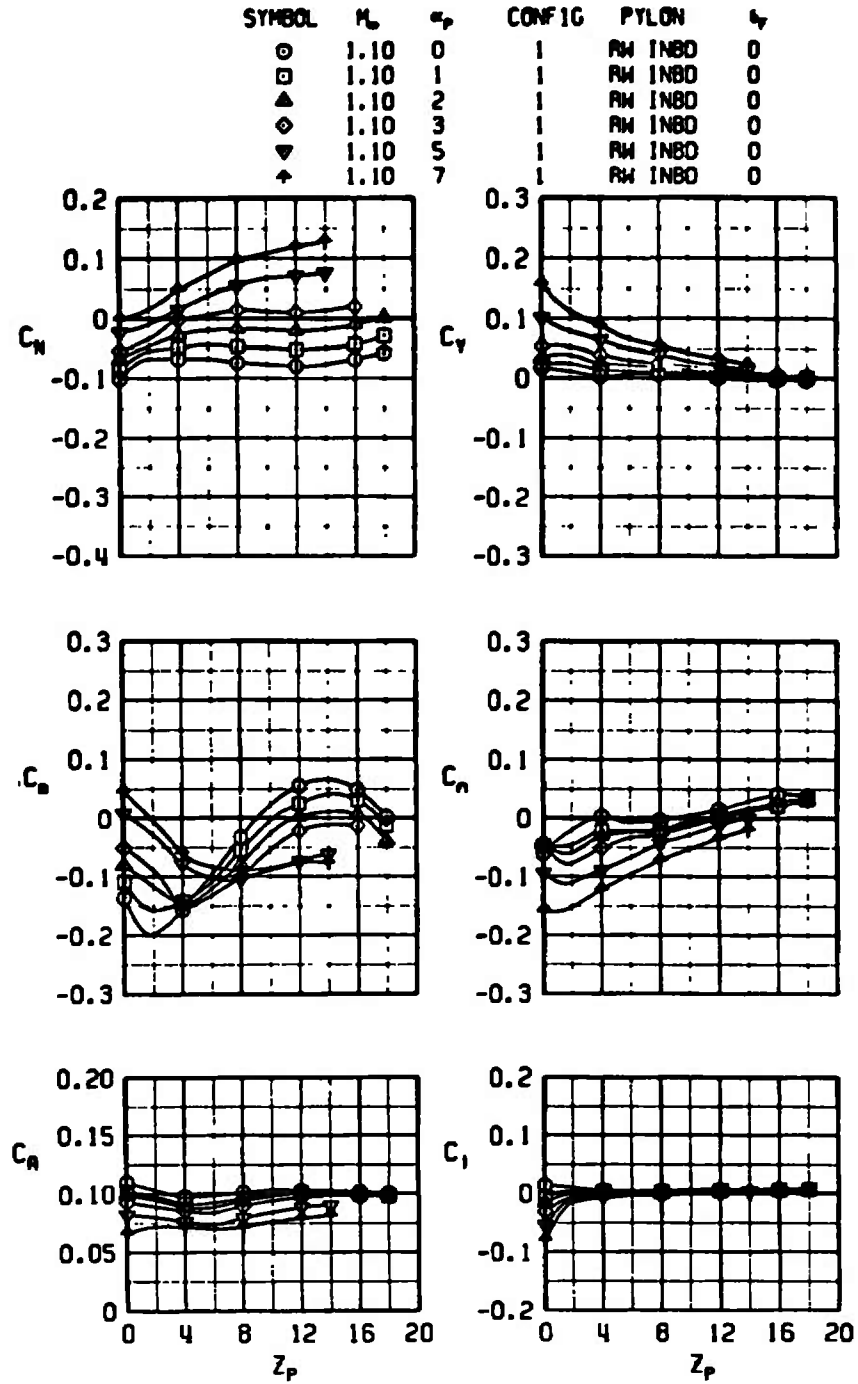 SYMBOL M∞ αP CONFIG PYLON δF
1.10 0 1 RW INBD 0
1.10 1 1 RW INBD 0
1.10 2 1 RW INBD 0
1.10 3 1 RW INBD 0
1.10 5 1 RW INBD 0
1.10 7 1 RW INBD 0
0.2
0.1
0
-0.1
-0.2
-0.3
-0.4
CN
0.3
0.2
0.1
0
-0.1
-0.2
-0.3
CY
0.3
0.2
0.1
0
-0.1
-0.2
-0.3
Cm
0.3
0.2
0.1
0
-0.1
-0.2
-0.3
Cn
0.20
0.15
0.10
0.05
0
CA
0 4 8 12 16 20
ZP
0.2
0.1
0
-0.1
-0.2
Cl
0 4 8 12 16 20
ZP